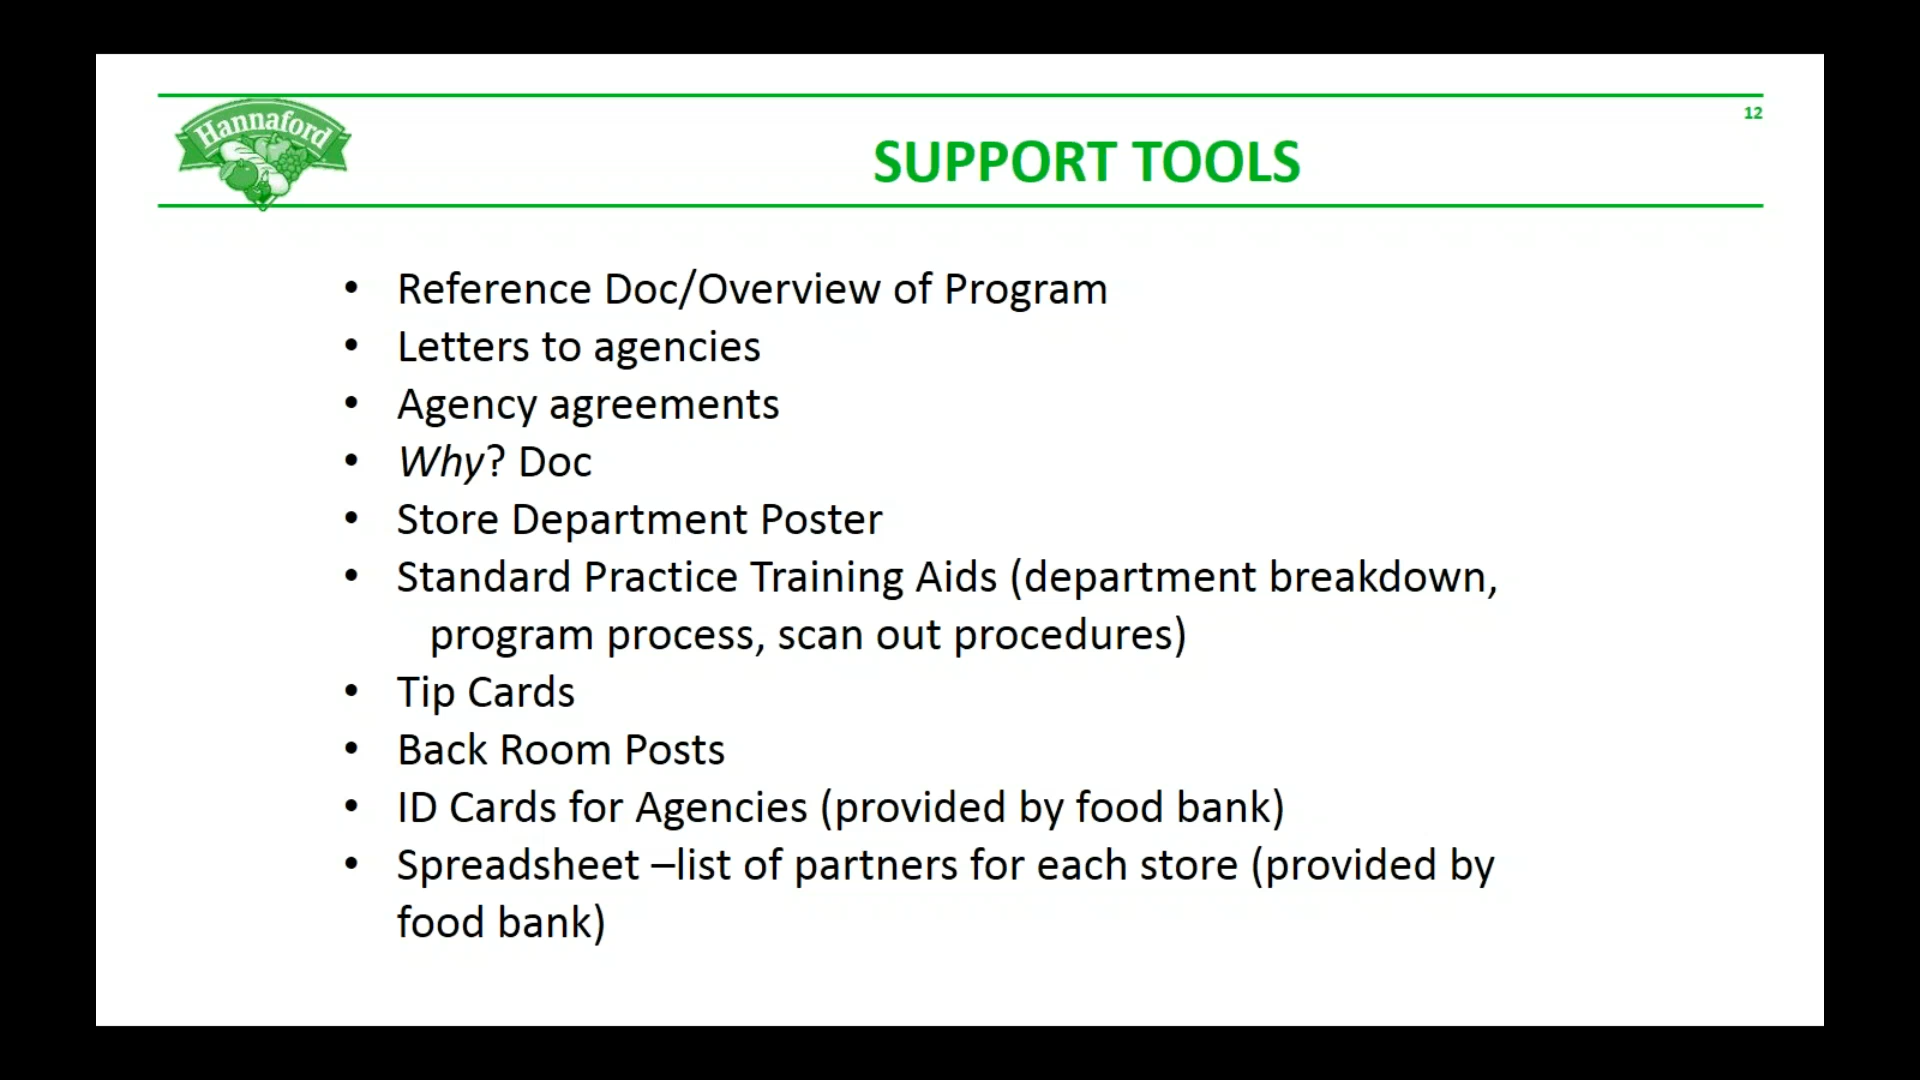 Hannaford
12
SUPPORT TOOLS
• Reference Doc/Overview of Program
• Letters to agencies
• Agency agreements
• Why? Doc
• Store Department Poster
• Standard Practice Training Aids (department breakdown,
program process, scan out procedures)
• Tip Cards
• Back Room Posts
• ID Cards for Agencies (provided by food bank)
• Spreadsheet –list of partners for each store (provided by
food bank)